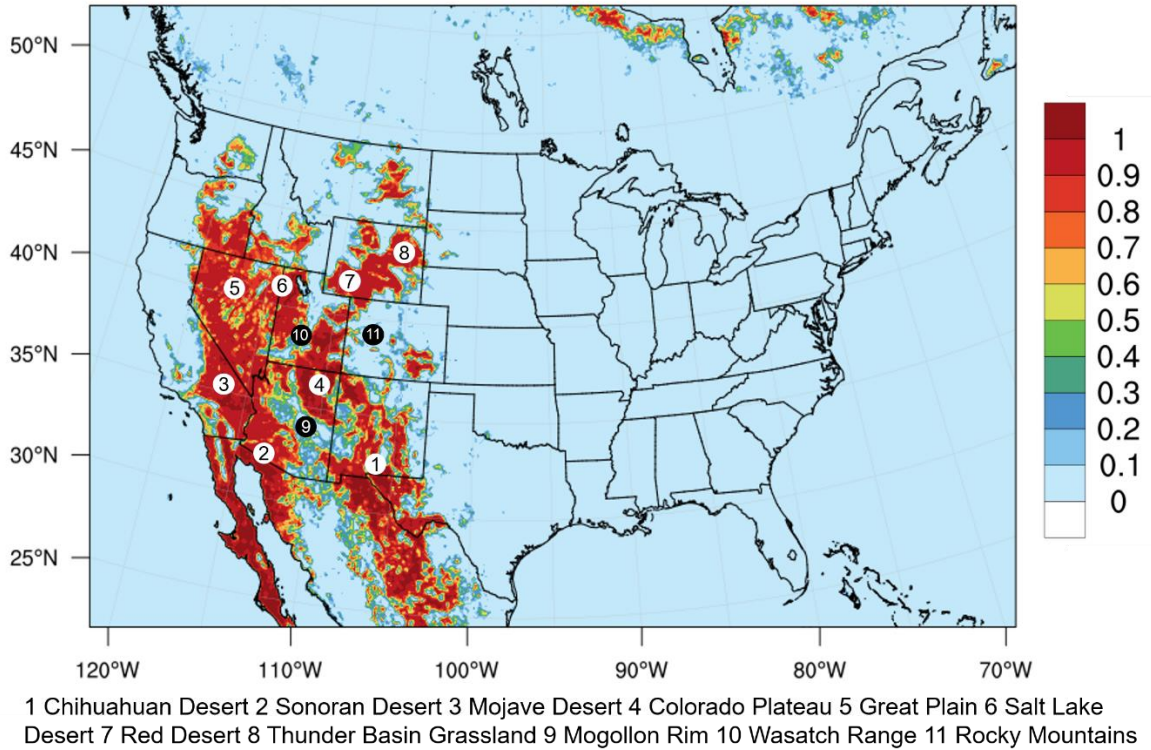 50°N
45°N
40°N
35°N
30°N
25°N
120°W 110°W 100°W 90°W 80°W 70°W
1
0.9
0.8
0.7
0.6
0.5
0.4
0.3
0.2
0.1
0
8
7
6
5
10
11
3
4
9
2
1
1 Chihuahuan Desert 2 Sonoran Desert 3 Mojave Desert 4 Colorado Plateau 5 Great Plain 6 Salt Lake
Desert 7 Red Desert 8 Thunder Basin Grassland 9 Mogollon Rim 10 Wasatch Range 11 Rocky Mountains